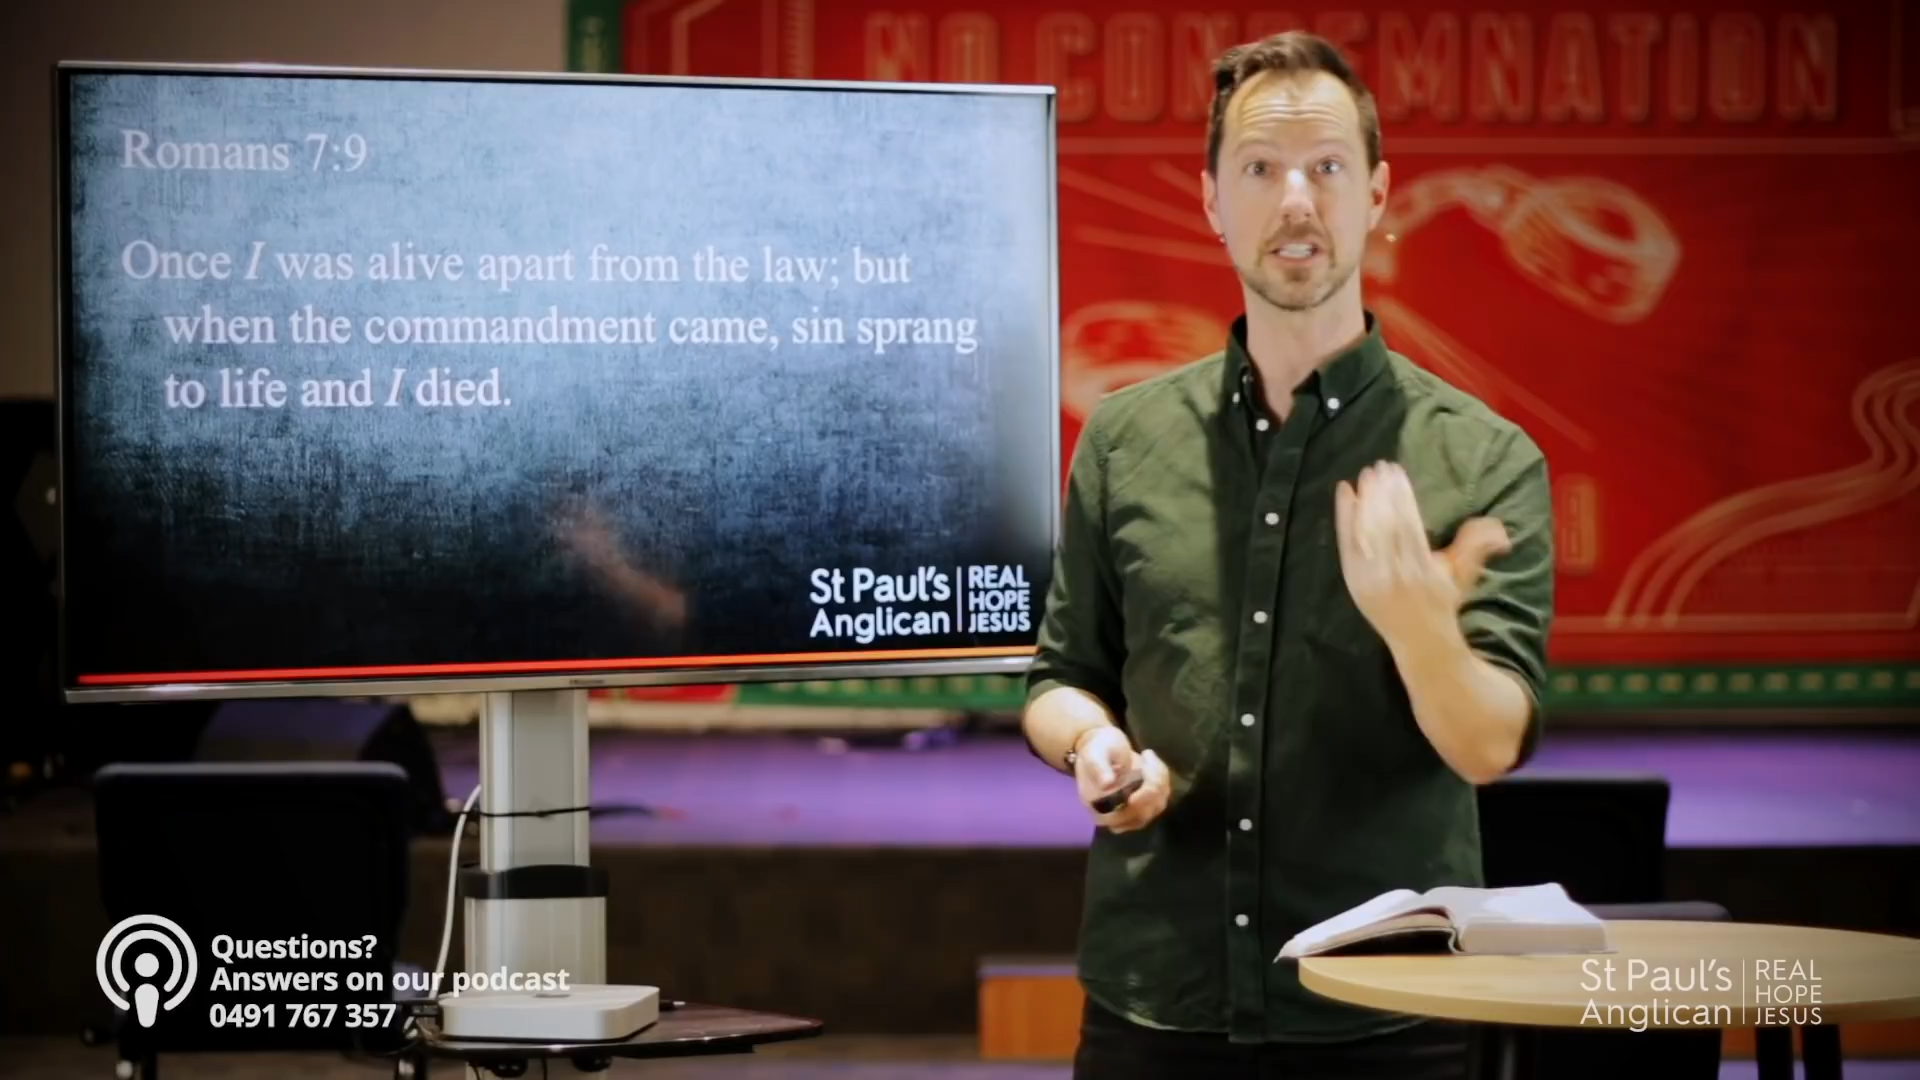 NO CONDEMNATION
Romans 7:9
Once I was alive apart from the law; but
when the commandment came, sin sprang
to life and I died.
St Paul's
Anglican
REAL
HOPE
JESUS
Questions?
Answers on our podcast
0491 767 357
St Paul's
Anglican
REAL
HOPE
JESUS